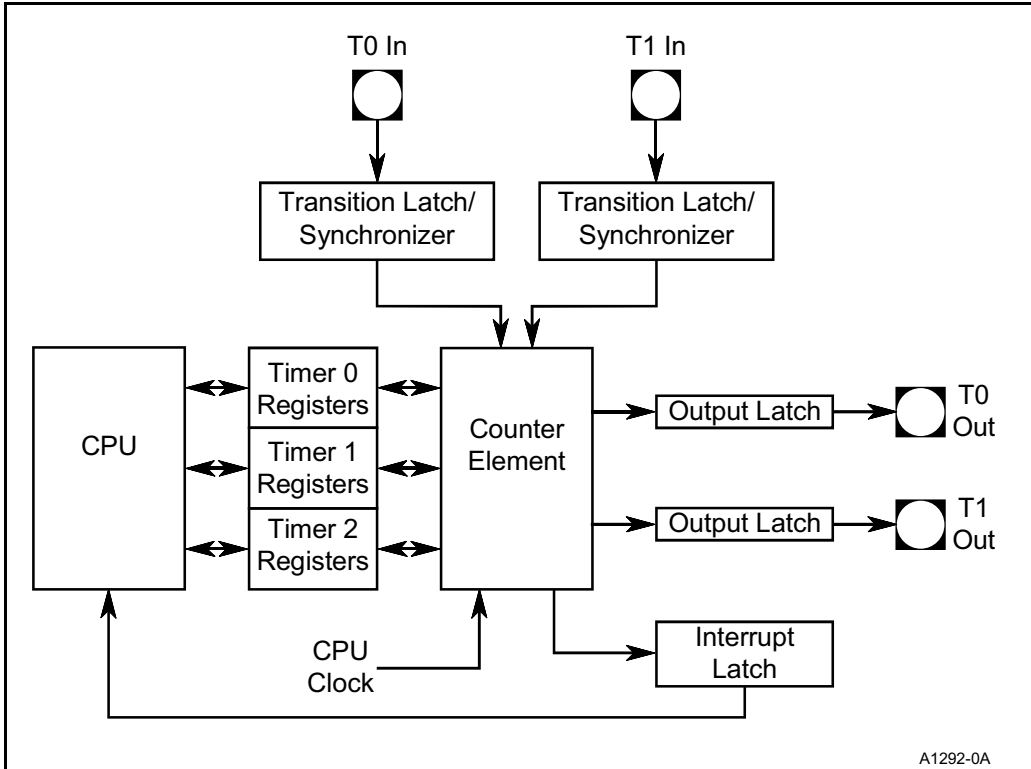 T0 In
T1 In
Transition Latch/
Synchronizer
Transition Latch/
Synchronizer
CPU
Timer 0
Registers
Timer 1
Registers
Timer 2
Registers
Counter
Element
Output Latch
T0
Out
Output Latch
T1
Out
CPU
Clock
Interrupt
Latch
A1292-0A